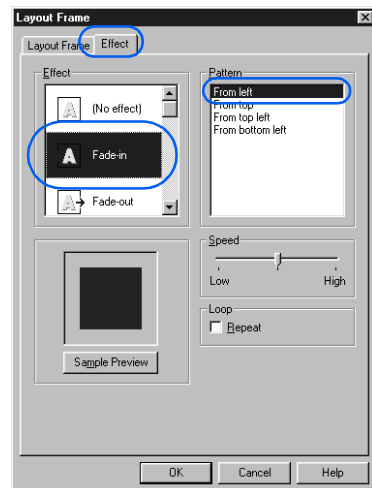 Layout Frame
Layout Frame Effect
Effect
(No effect)
Fade-in
Fade-out
Pattern
From left
From top
From top left
From bottom left
Speed
Low High
Loop
Repeat
Sample Preview
OK Cancel Help